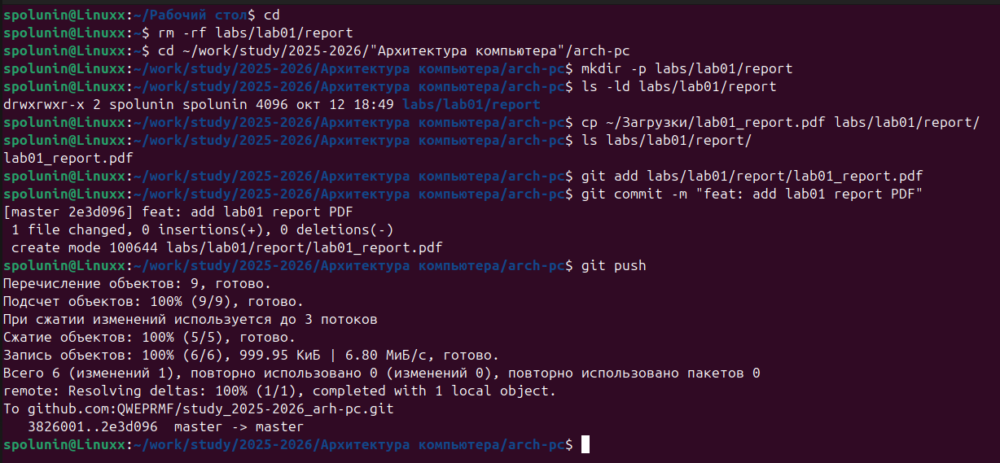 spolunin@Linuxx:~/Рабочий стол$ cd
spolunin@Linuxx:~$ rm -rf labs/lab01/report
spolunin@Linuxx:~$ cd ~/work/study/2025-2026/"Архитектура компьютера"/arch-pc
spolunin@Linuxx:~/work/study/2025-2026/Архитектура компьютера/arch-pc$ mkdir -p labs/lab01/report
spolunin@Linuxx:~/work/study/2025-2026/Архитектура компьютера/arch-pc$ ls -ld labs/lab01/report
drwxrwxr-x 2 spolunin spolunin 4096 окт 12 18:49 labs/lab01/report
spolunin@Linuxx:~/work/study/2025-2026/Архитектура компьютера/arch-pc$ cp ~/Загрузки/lab01_report.pdf labs/lab01/report/
spolunin@Linuxx:~/work/study/2025-2026/Архитектура компьютера/arch-pc$ ls labs/lab01/report/
lab01_report.pdf
spolunin@Linuxx:~/work/study/2025-2026/Архитектура компьютера/arch-pc$ git add labs/lab01/report/lab01_report.pdf
spolunin@Linuxx:~/work/study/2025-2026/Архитектура компьютера/arch-pc$ git commit -m "feat: add lab01 report PDF"
[master 2e3d096] feat: add lab01 report PDF
 1 file changed, 0 insertions(+), 0 deletions(-)
 create mode 100644 labs/lab01/report/lab01_report.pdf
spolunin@Linuxx:~/work/study/2025-2026/Архитектура компьютера/arch-pc$ git push
Перечисление объектов: 9, готово.
Подсчет объектов: 100% (9/9), готово.
При сжатии изменений используется до 3 потоков
Сжатие объектов: 100% (5/5), готово.
Запись объектов: 100% (6/6), 999.95 КиБ | 6.80 МиБ/с, готово.
Всего 6 (изменений 1), повторно использовано 0 (изменений 0), повторно использовано пакетов 0
remote: Resolving deltas: 100% (1/1), completed with 1 local object.
To github.com:QWEPRMF/study_2025-2026_arh-pc.git
   3826001..2e3d096  master -> master
spolunin@Linuxx:~/work/study/2025-2026/Архитектура компьютера/arch-pc$